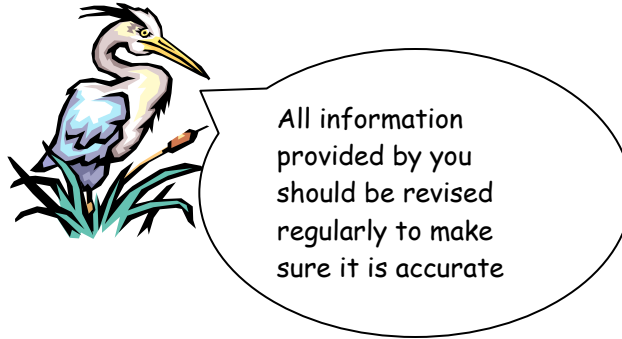 All information
provided by you
should be revised
regularly to make
sure it is accurate